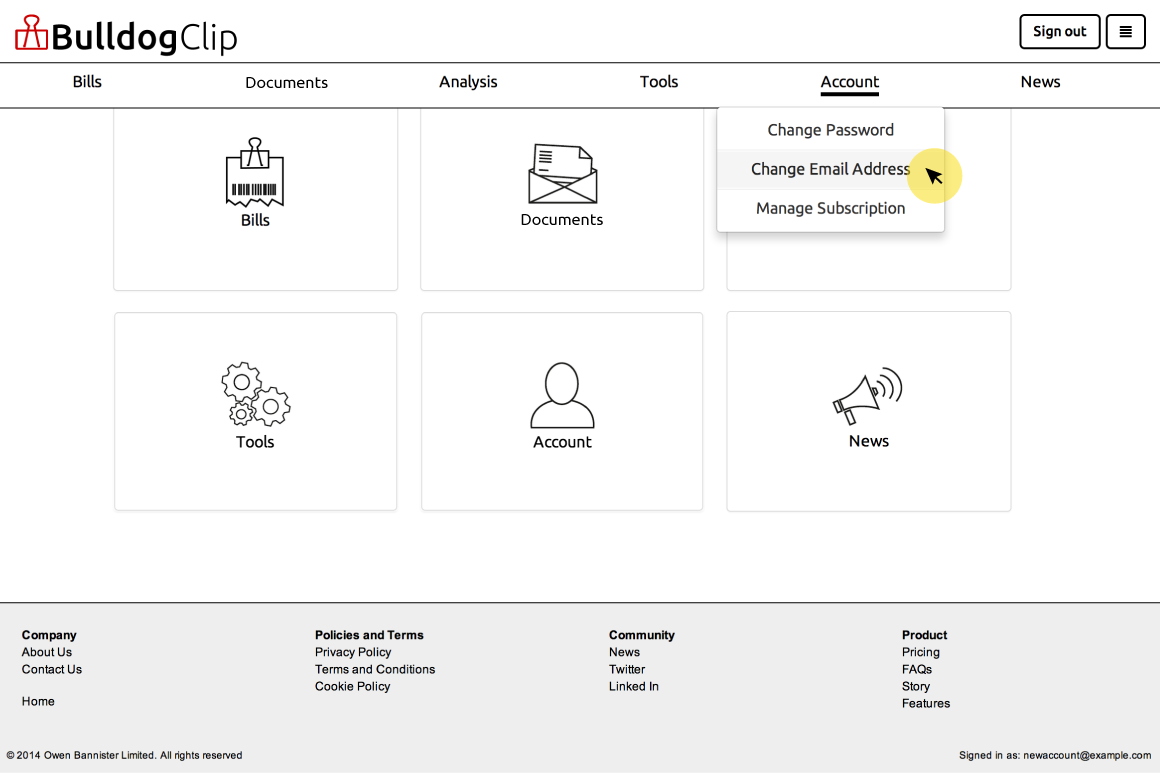 BulldogClip
Sign out
Bills Documents Analysis Tools Account News
Change Password
Change Email Address
Manage Subscription
Bills
Documents
Tools
Account
News
Company
About Us
Contact Us
Home
Policies and Terms
Privacy Policy
Terms and Conditions
Cookie Policy
Community
News
Twitter
Linked In
Product
Pricing
FAQs
Story
Features
© 2014 Owen Bannister Limited. All rights reserved
Signed in as: newaccount@example.com